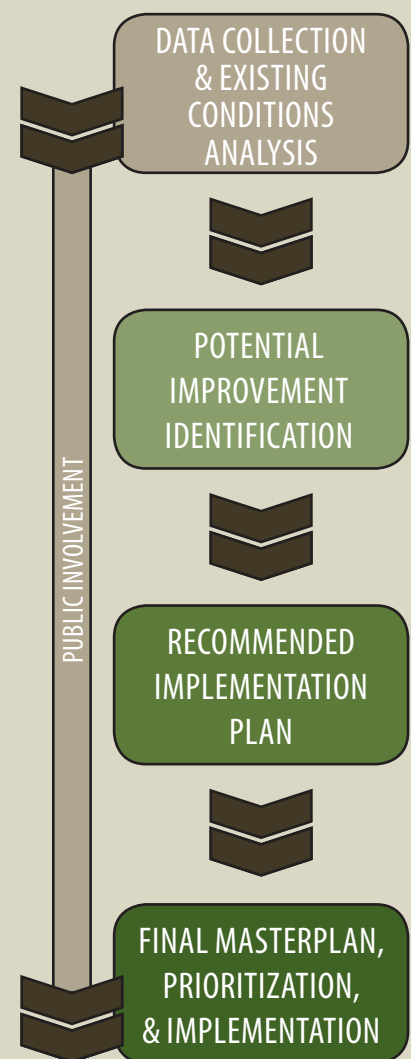 DATA COLLECTION
& EXISTING
CONDITIONS
ANALYSIS
POTENTIAL
IMPROVEMENT
IDENTIFICATION
PUBLIC INVOLVEMENT
RECOMMENDED
IMPLEMENTATION
PLAN
FINAL MASTERPLAN,
PRIORITIZATION,
& IMPLEMENTATION